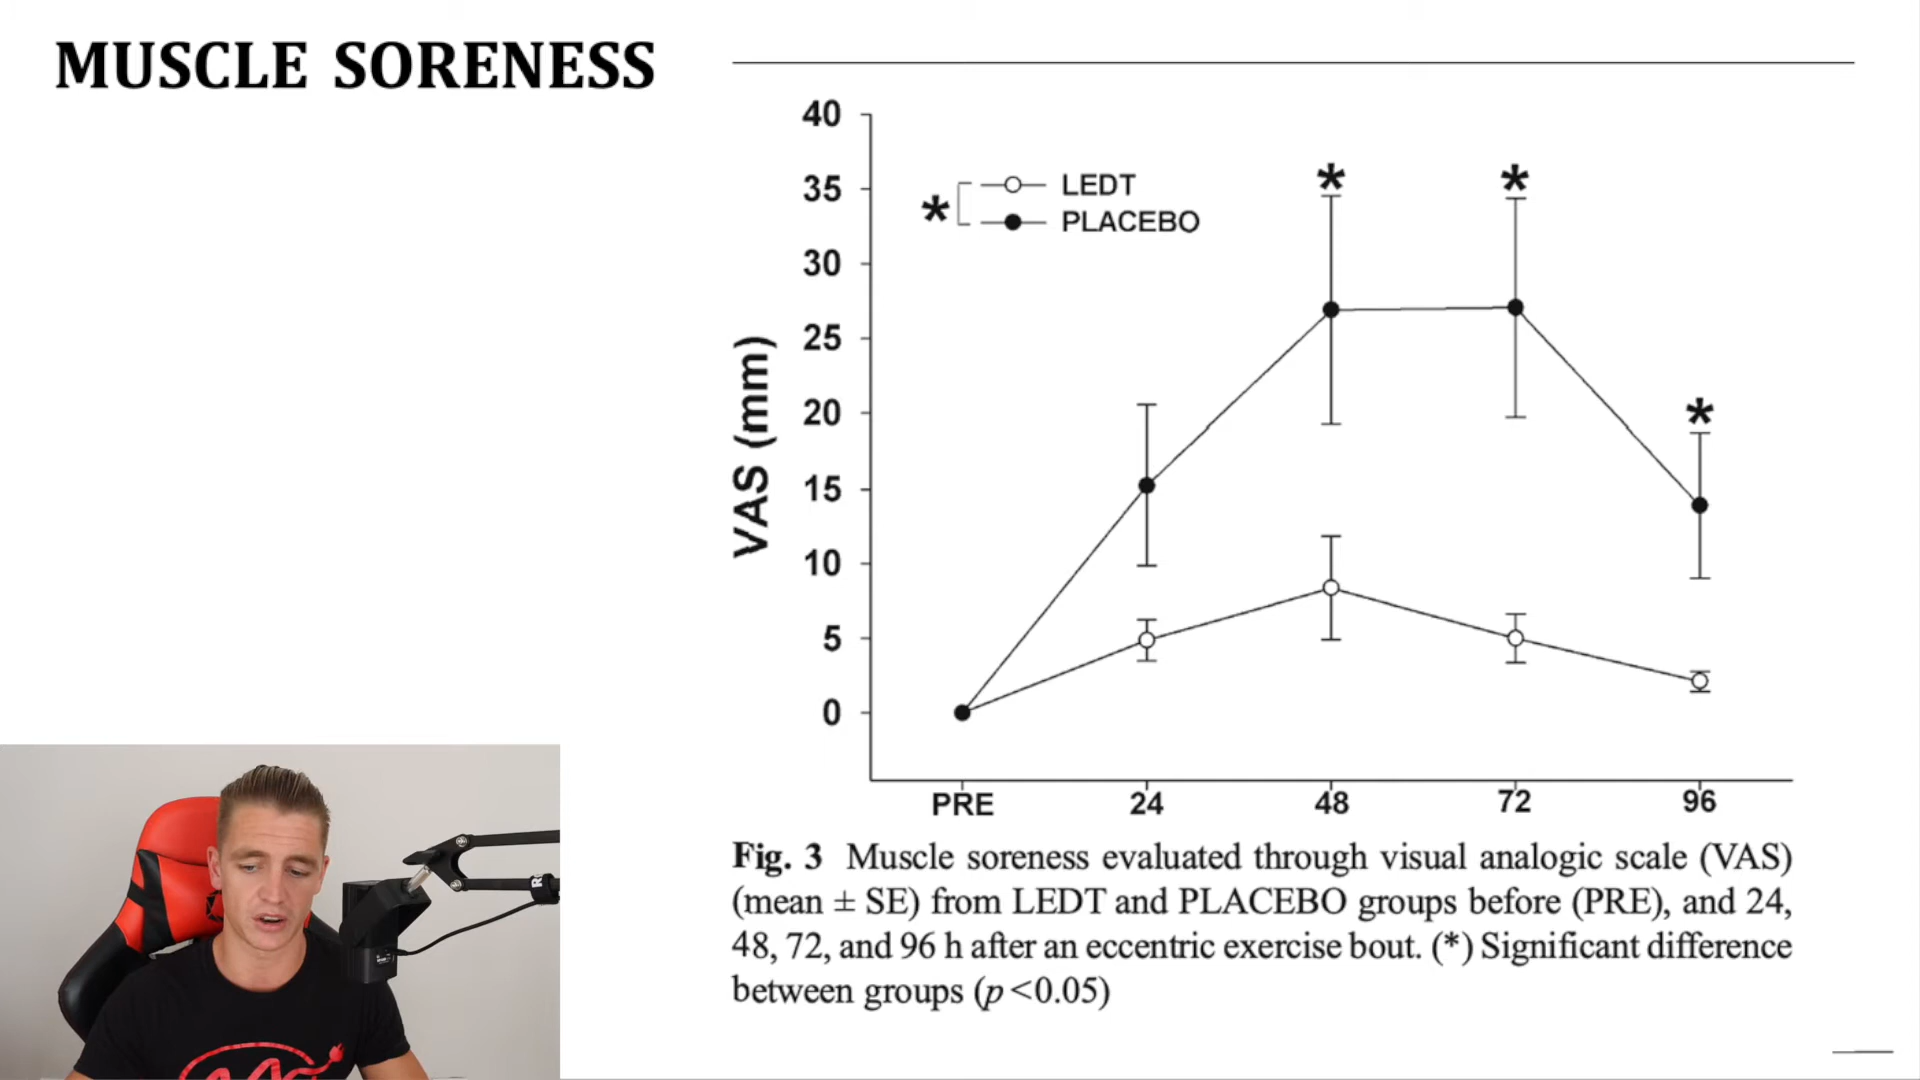 MUSCLE SORENESS
40
35
30
25
20
15
10
5
0
VAS (mm)
* LEDT
PLACEBO
*
*
*
PRE 24 48 72 96
Fig. 3 Muscle soreness evaluated through visual analogic scale (VAS)
(mean ± SE) from LEDT and PLACEBO groups before (PRE), and 24,
48, 72, and 96 h after an eccentric exercise bout. (*) Significant difference
between groups (p <0.05)